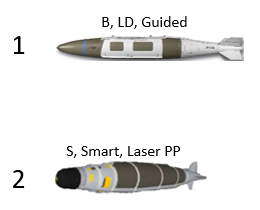 B, LD, Guided
1
S, Smart, Laser PP
2